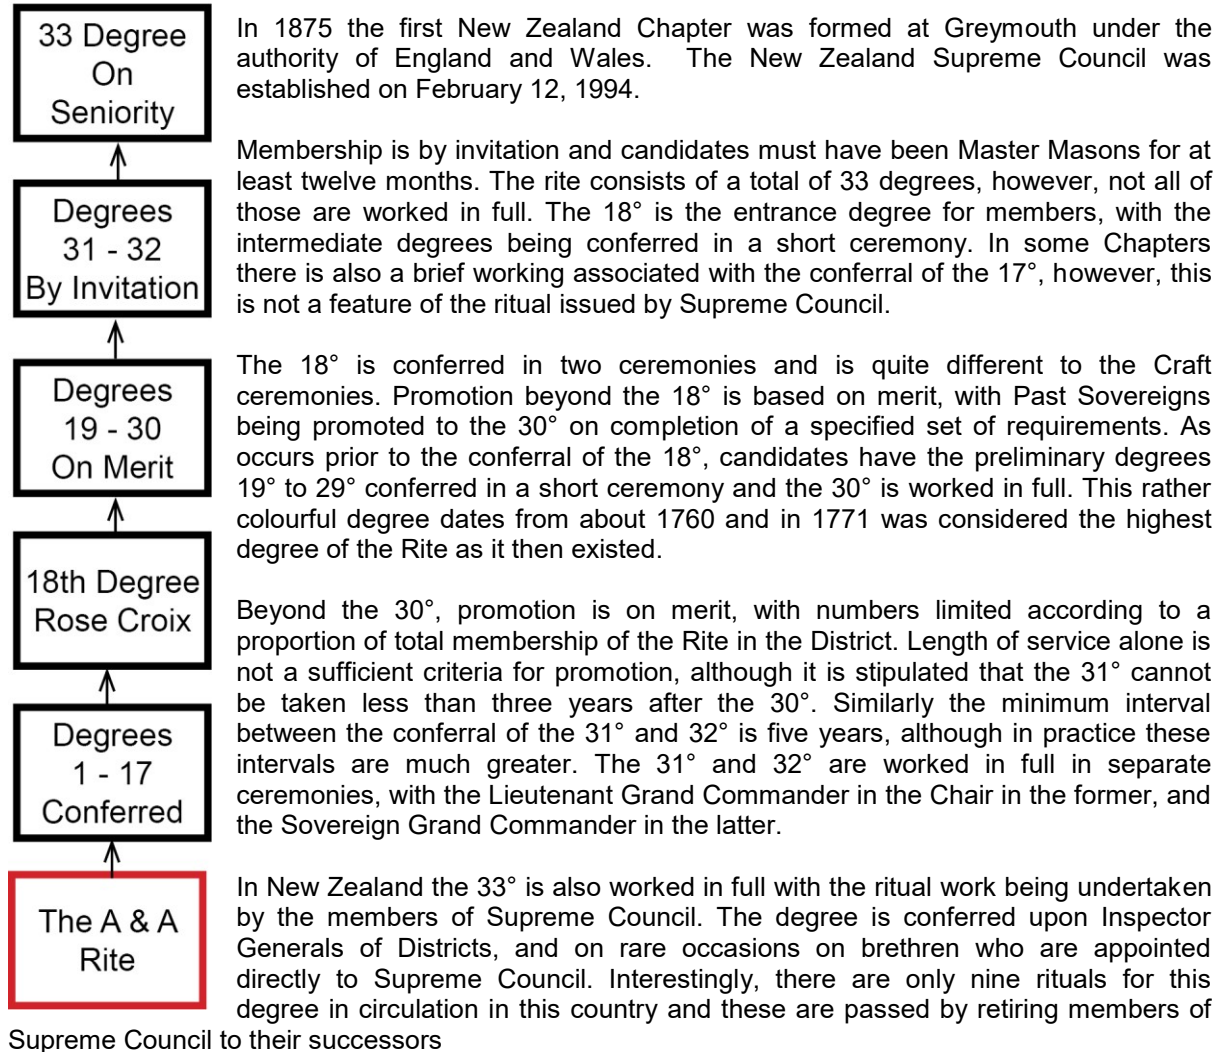 33 Degree
On
Seniority
Degrees
31 - 32
By Invitation
Degrees
19 - 30
On Merit
18th Degree
Rose Croix
Degrees
1 - 17
Conferred
The A & A
Rite
In 1875 the first New Zealand Chapter was formed at Greymouth under the
authority of England and Wales. The New Zealand Supreme Council was
established on February 12, 1994.
Membership is by invitation and candidates must have been Master Masons for at
least twelve months. The rite consists of a total of 33 degrees, however, not all of
those are worked in full. The 18° is the entrance degree for members, with the
intermediate degrees being conferred in a short ceremony. In some Chapters
there is also a brief working associated with the conferral of the 17°, however, this
is not a feature of the ritual issued by Supreme Council.
The 18° is conferred in two ceremonies and is quite different to the Craft
ceremonies. Promotion beyond the 18° is based on merit, with Past Sovereigns
being promoted to the 30° on completion of a specified set of requirements. As
occurs prior to the conferral of the 18°, candidates have the preliminary degrees
19° to 29° conferred in a short ceremony and the 30° is worked in full. This rather
colourful degree dates from about 1760 and in 1771 was considered the highest
degree of the Rite as it then existed.
Beyond the 30°, promotion is on merit, with numbers limited according to a
proportion of total membership of the Rite in the District. Length of service alone is
not a sufficient criteria for promotion, although it is stipulated that the 31° cannot
be taken less than three years after the 30°. Similarly the minimum interval
between the conferral of the 31° and 32° is five years, although in practice these
intervals are much greater. The 31° and 32° are worked in full in separate
ceremonies, with the Lieutenant Grand Commander in the Chair in the former, and
the Sovereign Grand Commander in the latter.
In New Zealand the 33° is also worked in full with the ritual work being undertaken
by the members of Supreme Council. The degree is conferred upon Inspector
Generals of Districts, and on rare occasions on brethren who are appointed
directly to Supreme Council. Interestingly, there are only nine rituals for this
degree in circulation in this country and these are passed by retiring members of
Supreme Council to their successors